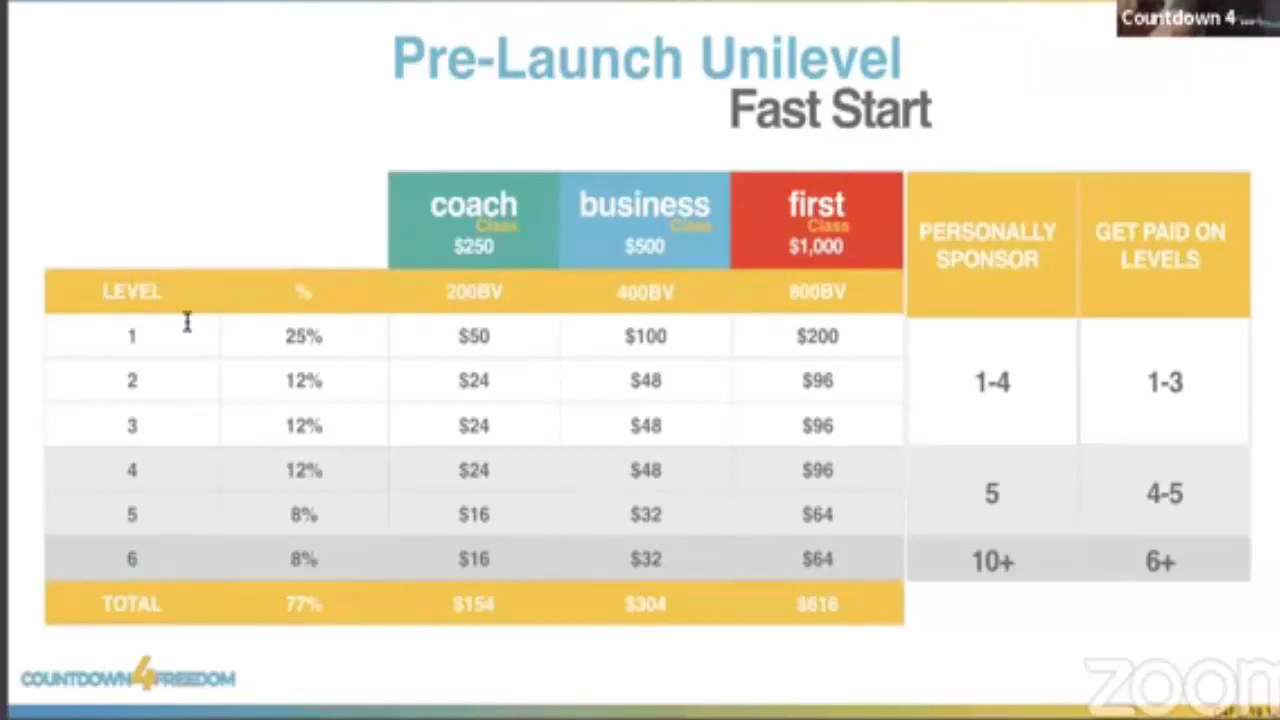 Countdown 4 ...
Pre-Launch Unilevel
Fast Start
coach business first
Class Class Class
$250 $500 $1,000
PERSONALLY SPONSOR GET PAID ON LEVELS
LEVEL % 200BV 400BV 800BV
1 25% $50 $100 $200
2 12% $24 $48 $96
3 12% $24 $48 $96
1-4 1-3
4 12% $24 $48 $96
5 8% $16 $32 $64
5 4-5
6 8% $16 $32 $64
10+ 6+
TOTAL 77% $154 $304 $616
COUNTDOWN4FREEDOM
zoom